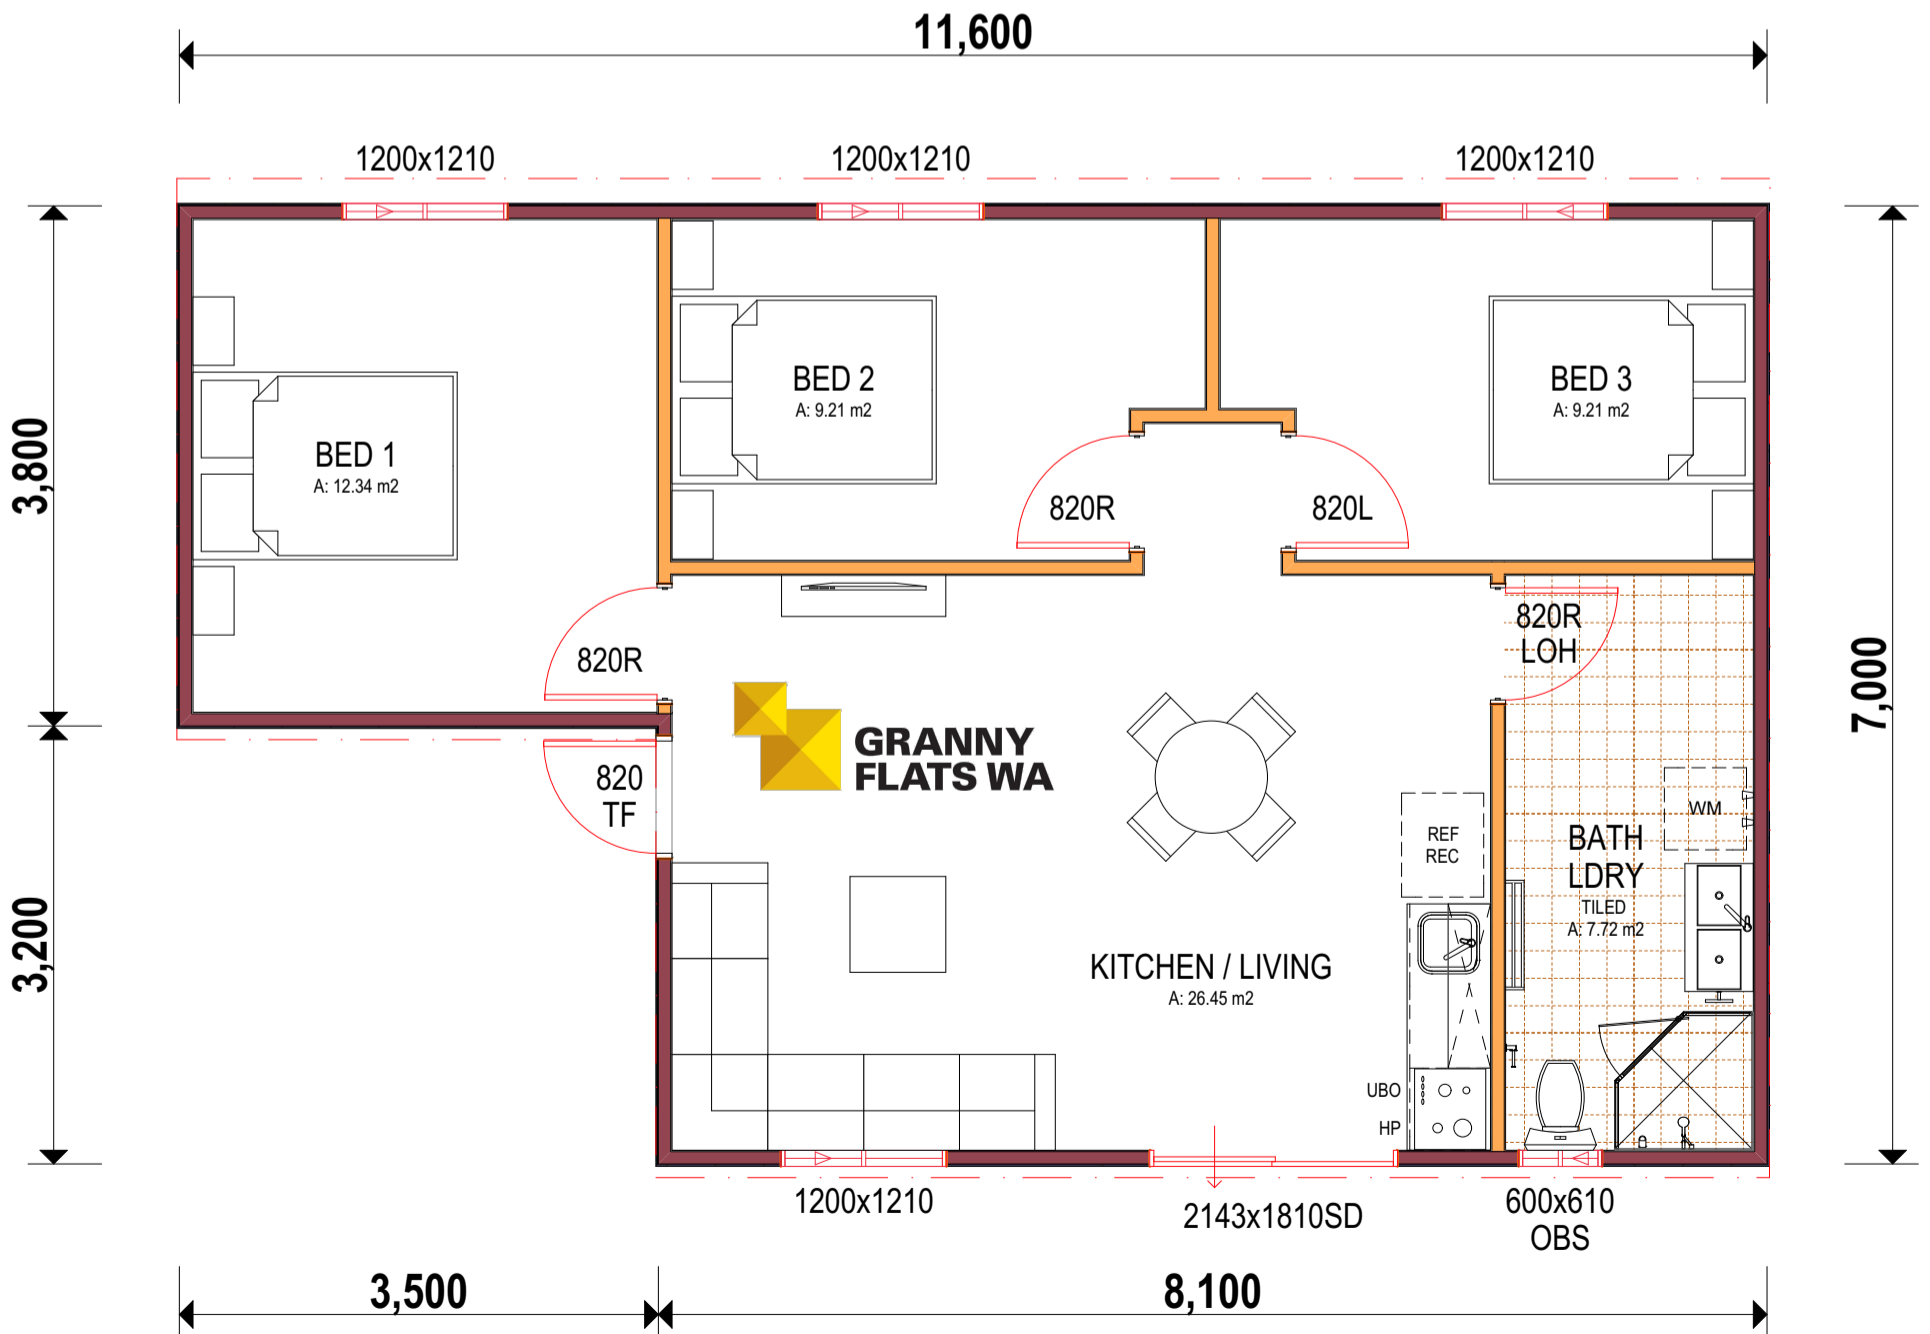 11,600
1200x1210
1200x1210
1200x1210
3,800
7,000
3,200
BED 1
A: 12.34 m2
BED 2
A: 9.21 m2
BED 3
A: 9.21 m2
820R
820L
820R
820R
LOH
820
TF
GRANNY
FLATS WA
REF
REC
WM
BATH
LDRY
TILED
A: 7.72 m2
KITCHEN / LIVING
A: 26.45 m2
UBO
HP
1200x1210
2143x1810SD
600x610
OBS
3,500
8,100